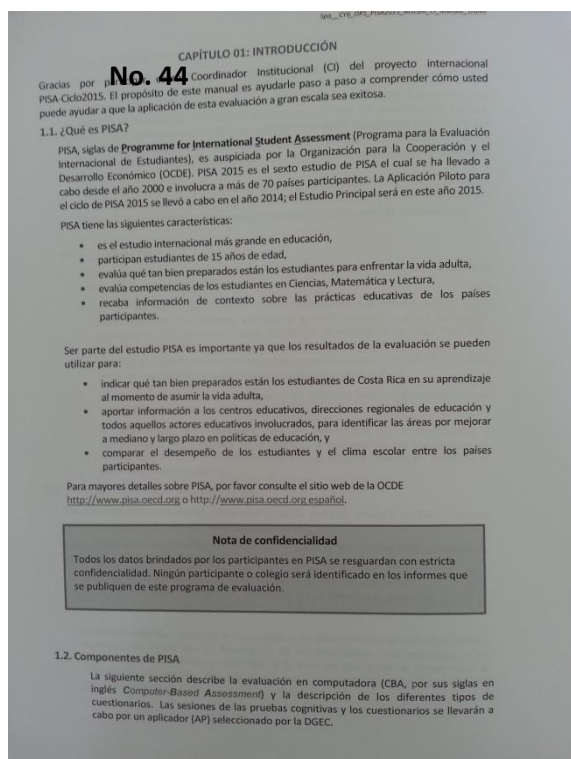 CAPÍTULO 01: INTRODUCCIÓN
No. 44
Gracias por Coordinador Institucional (CI) del proyecto internacional
PISA-Ciclo2015. El propósito de este manual es ayudarle paso a paso a comprender cómo usted
puede ayudar a que la aplicación de esta evaluación a gran escala sea exitosa.
1.1. ¿Qué es PISA?
PISA, siglas de Programme for International Student Assessment (Programa para la Evaluación
Internacional de Estudiantes), es auspiciada por la Organización para la Cooperación y el
Desarrollo Económico (OCDE). PISA 2015 es el sexto estudio de PISA el cual se ha llevado a
cabo desde el año 2000 e involucra a más de 70 países participantes. La Aplicación Piloto para
el ciclo de PISA 2015 se llevó a cabo en el año 2014; el Estudio Principal será en este año 2015.
PISA tiene las siguientes características:
• es el estudio internacional más grande en educación,
• participan estudiantes de 15 años de edad,
• evalúa qué tan bien preparados están los estudiantes para enfrentar la vida adulta,
• evalúa competencias de los estudiantes en Ciencias, Matemática y Lectura,
• recaba información de contexto sobre las prácticas educativas de los países
participantes.
Ser parte del estudio PISA es importante ya que los resultados de la evaluación se pueden
utilizar para:
• indicar qué tan bien preparados están los estudiantes de Costa Rica en su aprendizaje
al momento de asumir la vida adulta,
• aportar información a los centros educativos, direcciones regionales de educación y
todos aquellos actores educativos involucrados, para identificar las áreas por mejorar
a mediano y largo plazo en políticas de educación, y
• comparar el desempeño de los estudiantes y el clima escolar entre los países
participantes.
Para mayores detalles sobre PISA, por favor consulte el sitio web de la OCDE
http://www.pisa.oecd.org o http://www.pisa.oecd.org español.
Nota de confidencialidad
Todos los datos brindados por los participantes en PISA se resguardan con estricta
confidencialidad. Ningún participante o colegio será identificado en los informes que
se publiquen de este programa de evaluación.
1.2. Componentes de PISA
La siguiente sección describe la evaluación en computadora (CBA, por sus siglas en
inglés Computer-Based Assessment) y la descripción de los diferentes tipos de
cuestionarios. Las sesiones de las pruebas cognitivas y los cuestionarios se llevarán a
cabo por un aplicador (AP) seleccionado por la DGEC.